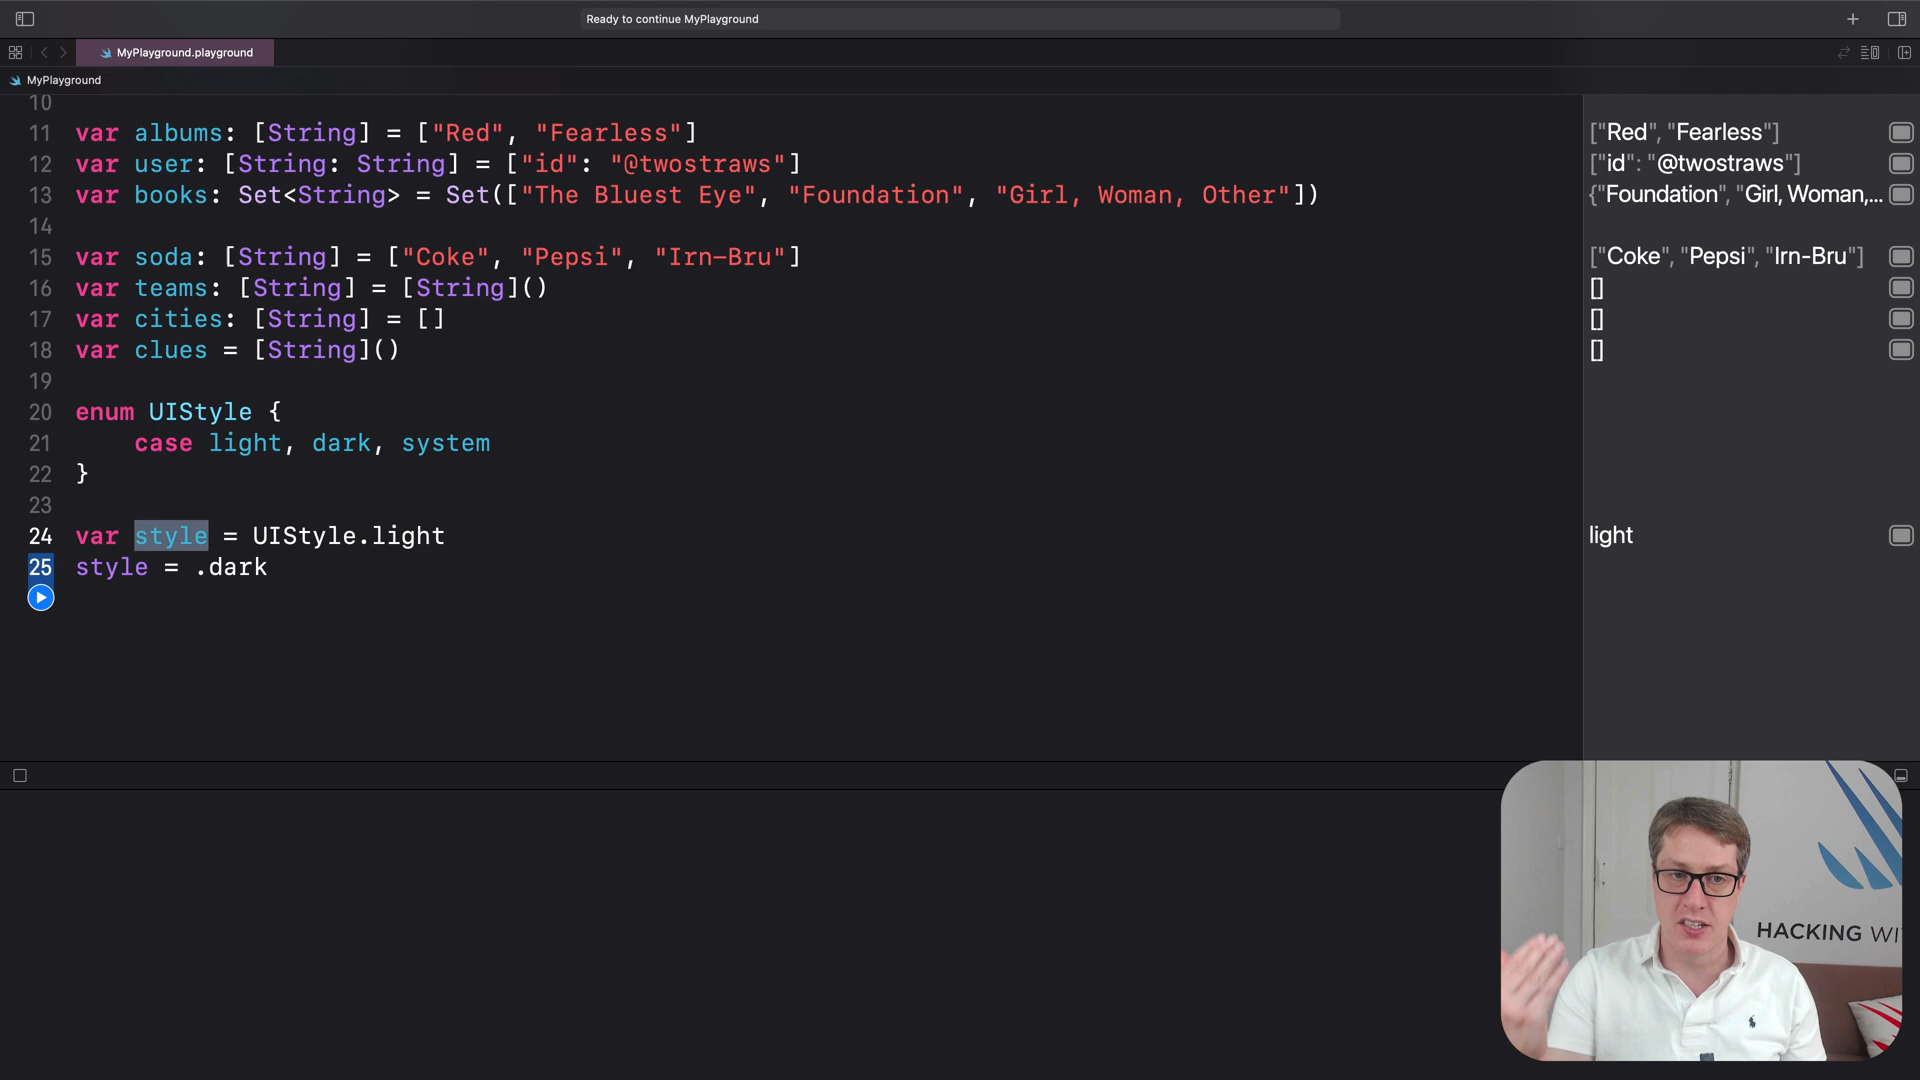 Ready to continue MyPlayground
MyPlayground.playground
MyPlayground
10
11 var albums: [String] = ["Red", "Fearless"]
["Red", "Fearless"]
12 var user: [String: String] = ["id": "@twostraws"]
["id": "@twostraws"]
13 var books: Set<String> = Set(["The Bluest Eye", "Foundation", "Girl, Woman, Other"])
{"Foundation", "Girl, Woman,...
14
15 var soda: [String] = ["Coke", "Pepsi", "Irn-Bru"]
["Coke", "Pepsi", "Irn-Bru"]
16 var teams: [String] = [String]()
[]
17 var cities: [String] = []
[]
18 var clues = [String]()
[]
19
20 enum UIStyle {
21 case light, dark, system
22 }
23
24 var style = UIStyle.light
light
25 style = .dark
HACKING WIT